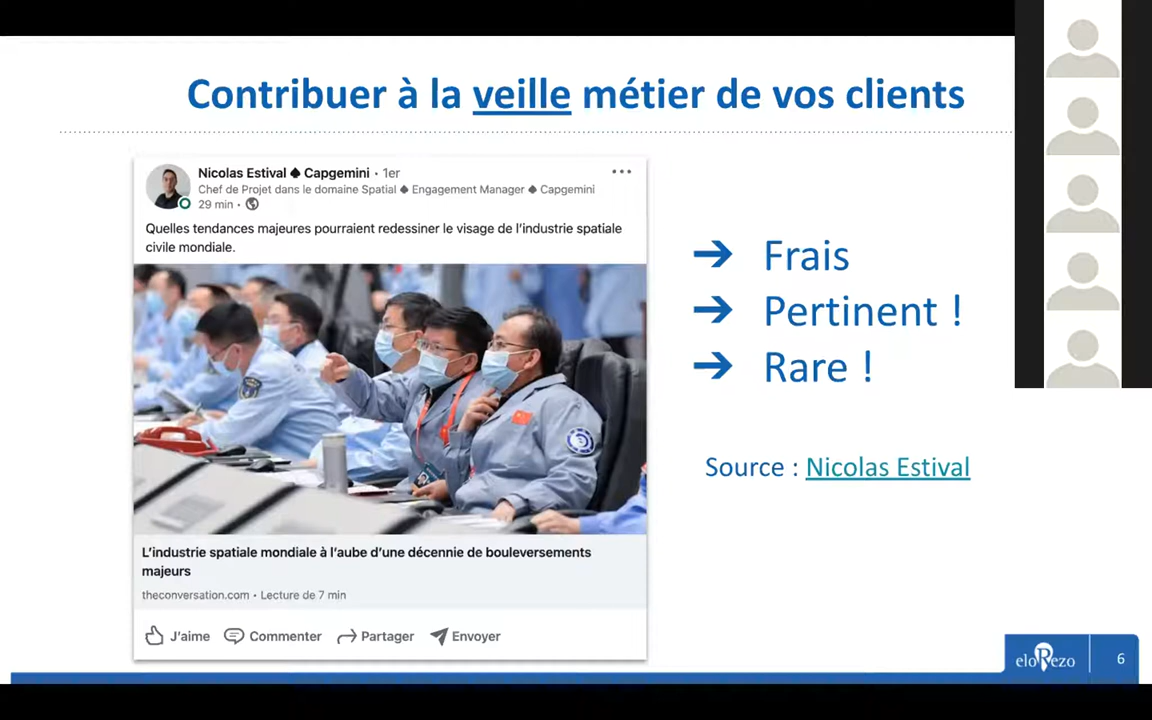 Contribuer à la veille métier de vos clients
Nicolas Estival ♠ Capgemini • 1er
Chef de Projet dans le domaine Spatial ♠ Engagement Manager ♠ Capgemini
29 min •
Quelles tendances majeures pourraient redessiner le visage de l'industrie spatiale
civile mondiale.
L'industrie spatiale mondiale à l'aube d'une décennie de bouleversements
majeurs
theconversation.com • Lecture de 7 min
J'aime Commenter Partager Envoyer
➔ Frais
➔ Pertinent !
➔ Rare !
Source : Nicolas Estival
eloRezo
6